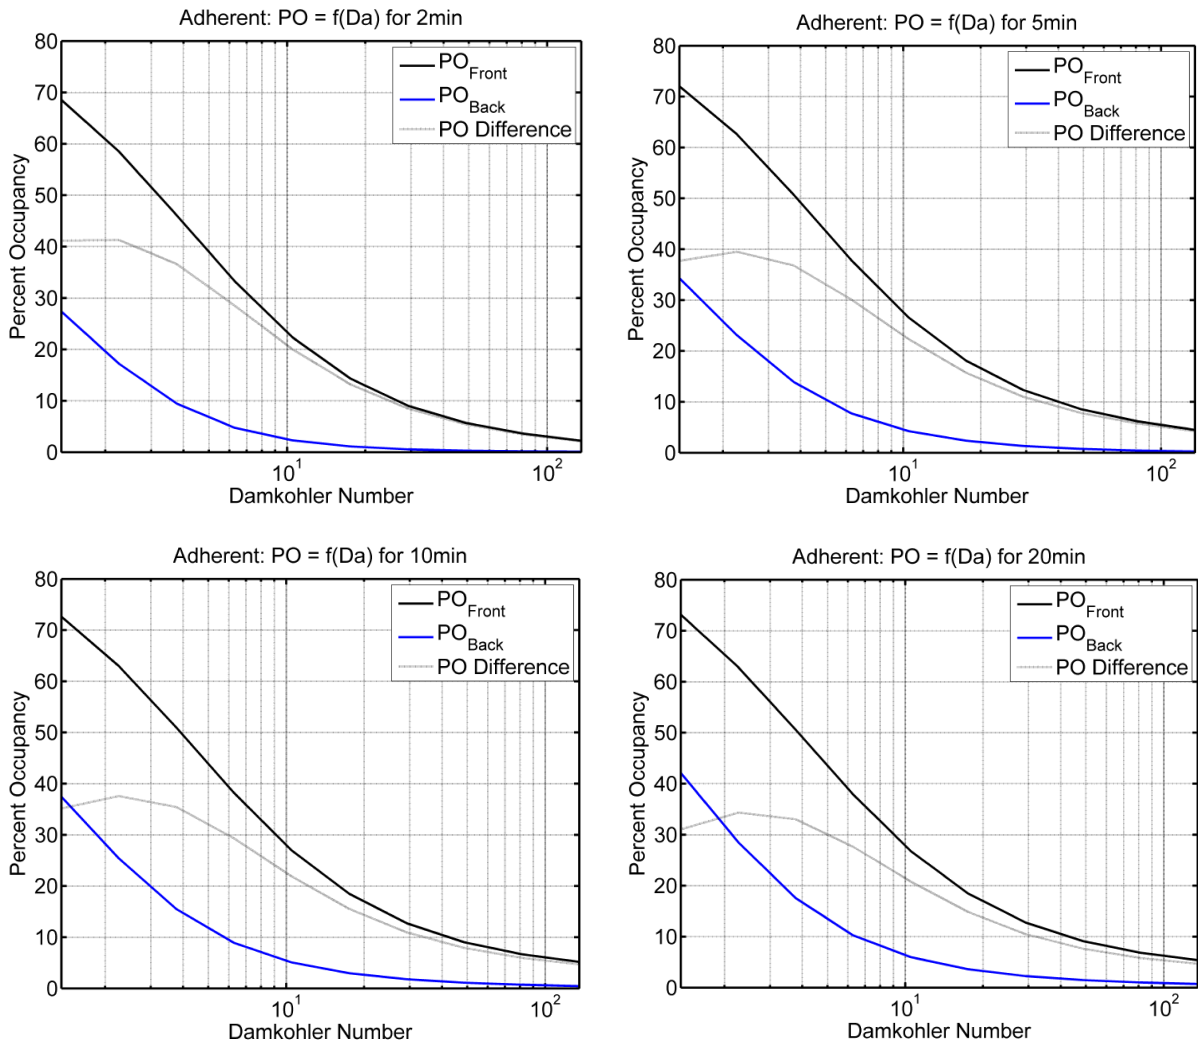 Adherent: PO = f(Da) for 2min
80
70
60
50
40
30
20
10
0
Percent Occupancy
PO_Front
PO_Back
PO Difference
10^1
10^2
Damkohler Number
Adherent: PO = f(Da) for 5min
80
70
60
50
40
30
20
10
0
Percent Occupancy
PO_Front
PO_Back
PO Difference
10^1
10^2
Damkohler Number
Adherent: PO = f(Da) for 10min
80
70
60
50
40
30
20
10
0
Percent Occupancy
PO_Front
PO_Back
PO Difference
10^1
10^2
Damkohler Number
Adherent: PO = f(Da) for 20min
80
70
60
50
40
30
20
10
0
Percent Occupancy
PO_Front
PO_Back
PO Difference
10^1
10^2
Damkohler Number